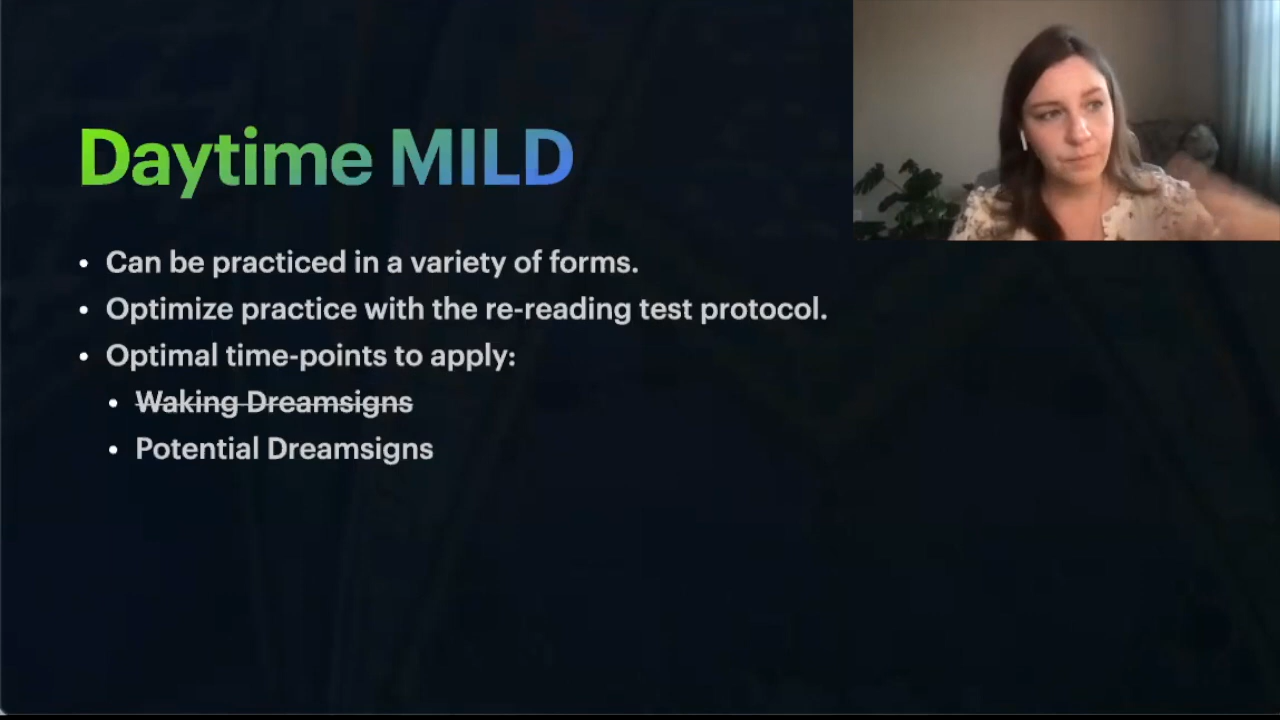 Daytime MILD
• Can be practiced in a variety of forms.
• Optimize practice with the re-reading test protocol.
• Optimal time-points to apply:
• Waking Dreamsigns
• Potential Dreamsigns